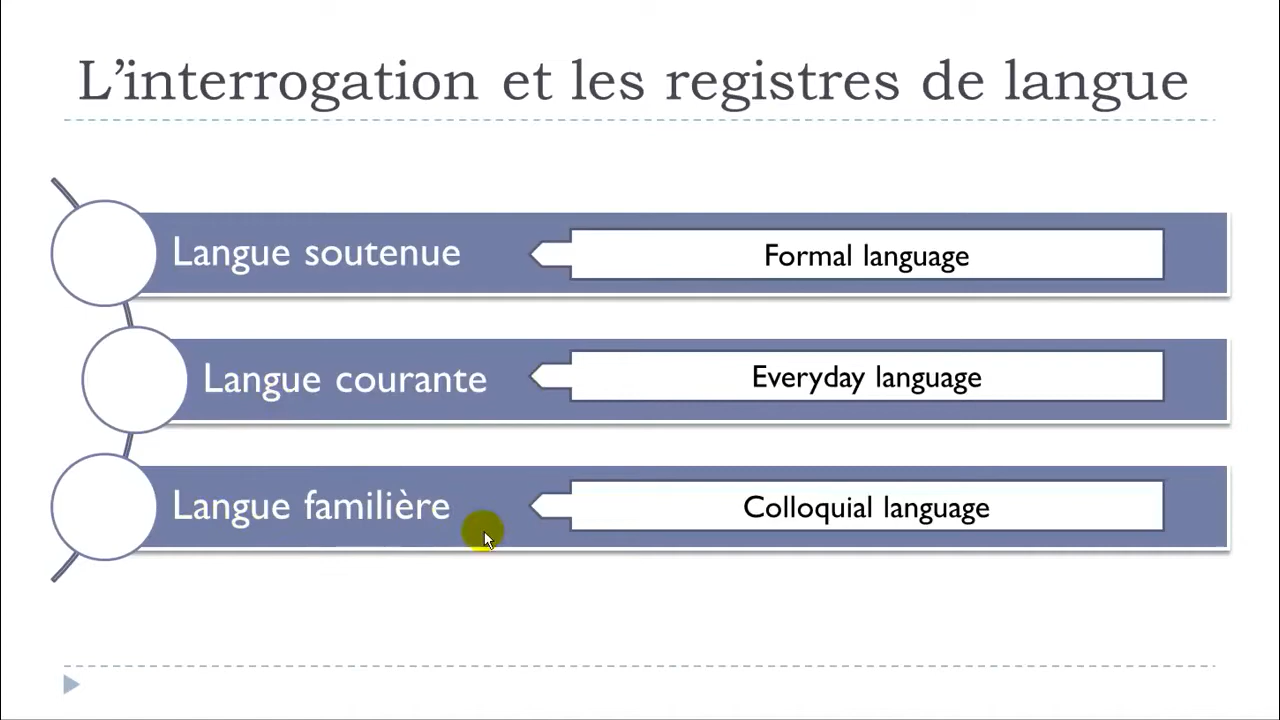 L’interrogation et les registres de langue
Langue soutenue
Formal language
Langue courante
Everyday language
Langue familière
Colloquial language